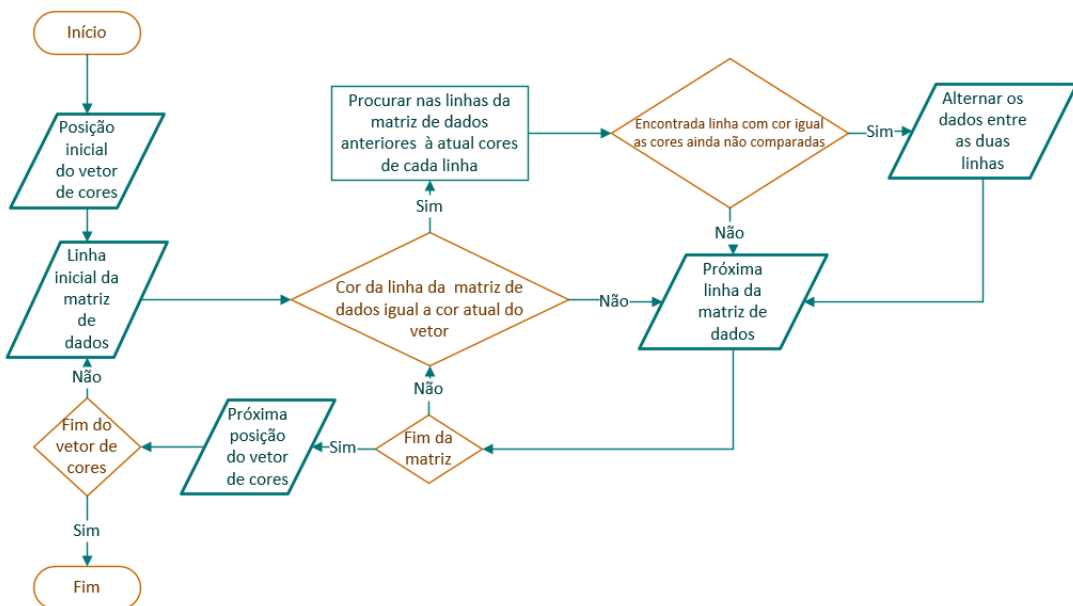 Início
Posição
inicial
do vetor
de cores
Linha
inicial da
matriz
de
dados
Procurar nas linhas da
matriz de dados
anteriores à atual cores
de cada linha
Sim
Cor da linha da matriz de
dados igual a cor atual do
vetor
Não
Encontrada linha com cor igual
as cores ainda não comparadas
Sim
Alternar os
dados entre
as duas
linhas
Não
Próxima
linha da
matriz de
dados
Não
Fim da
matriz
Sim
Próxima
posição
do vetor
de cores
Não
Fim do
vetor de
cores
Sim
Fim